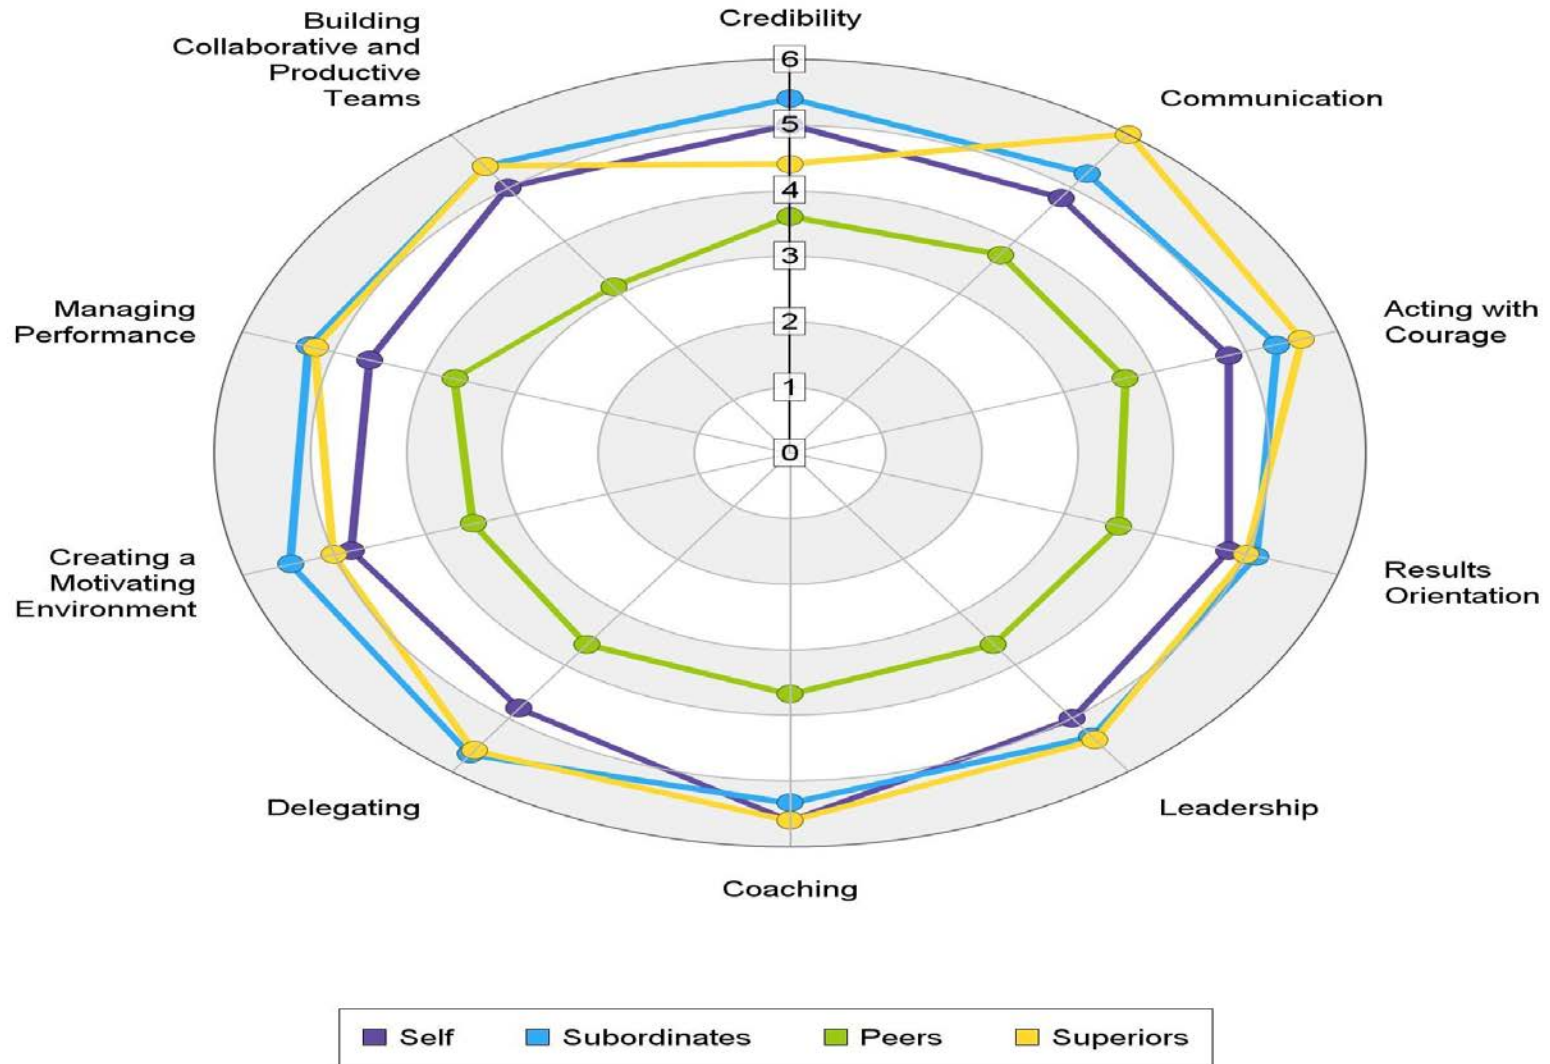 Building
Collaborative and
Productive
Teams
Credibility
Communication
6
5
4
3
2
1
0
Managing
Performance
Acting with
Courage
Creating a
Motivating
Environment
Results
Orientation
Delegating
Leadership
Coaching
Self Subordinates Peers Superiors